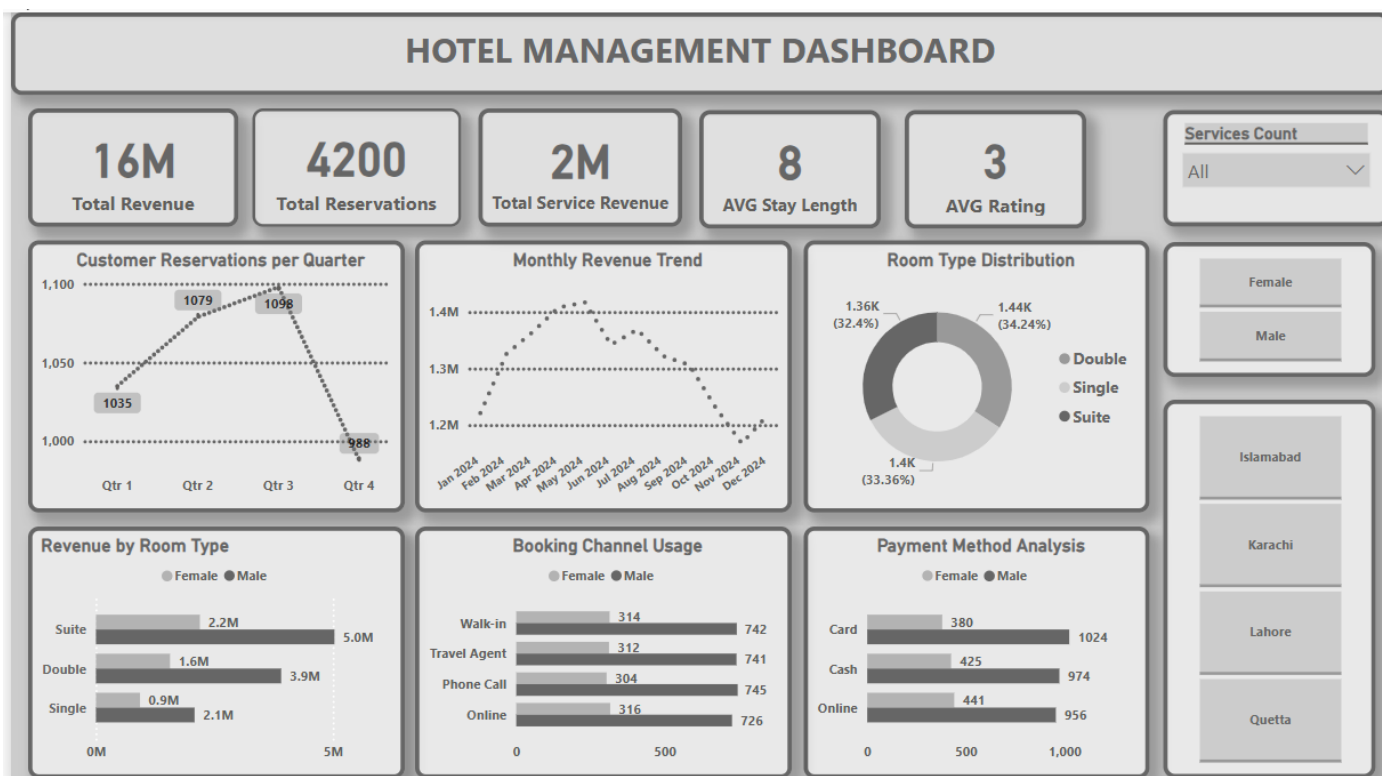 HOTEL MANAGEMENT DASHBOARD
16M
Total Revenue
4200
Total Reservations
2M
Total Service Revenue
8
AVG Stay Length
3
AVG Rating
Services Count
All
Customer Reservations per Quarter
1,100
1,050
1,000
1035
1079
1098
988
Qtr 1 Qtr 2 Qtr 3 Qtr 4
Monthly Revenue Trend
1.4M
1.3M
1.2M
Jan 2024 Feb 2024 Mar 2024 Apr 2024 May 2024 Jun 2024 Jul 2024 Aug 2024 Sep 2024 Oct 2024 Nov 2024 Dec 2024
Room Type Distribution
1.36K
(32.4%)
1.44K
(34.24%)
1.4K
(33.36%)
Double
Single
Suite
Female
Male
Revenue by Room Type
Female Male
Suite 2.2M
5.0M
Double 1.6M
3.9M
Single 0.9M
2.1M
0M 5M
Booking Channel Usage
Female Male
Walk-in 314
742
Travel Agent 312
741
Phone Call 304
745
Online 316
726
0 500
Payment Method Analysis
Female Male
Card 380
1024
Cash 425
974
Online 441
956
0 500 1,000
Islamabad
Karachi
Lahore
Quetta